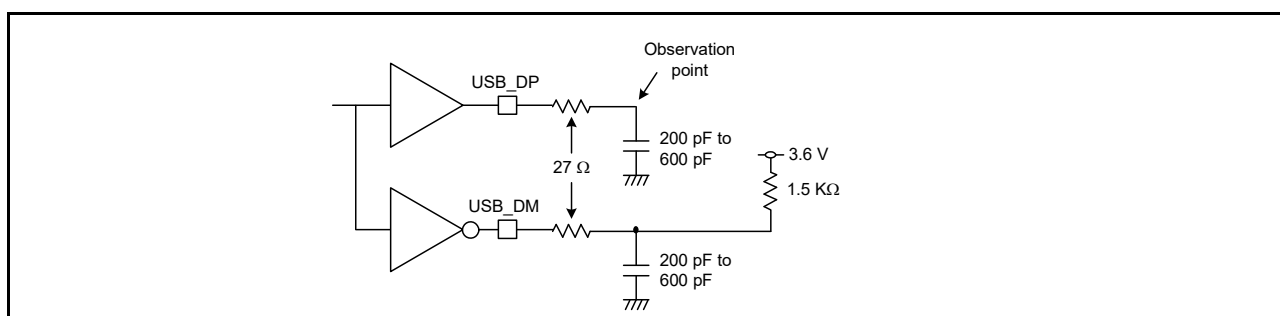 Observation
point
USB_DP
200 pF to
600 pF
3.6 V
27 Ω
1.5 KΩ
USB_DM
200 pF to
600 pF